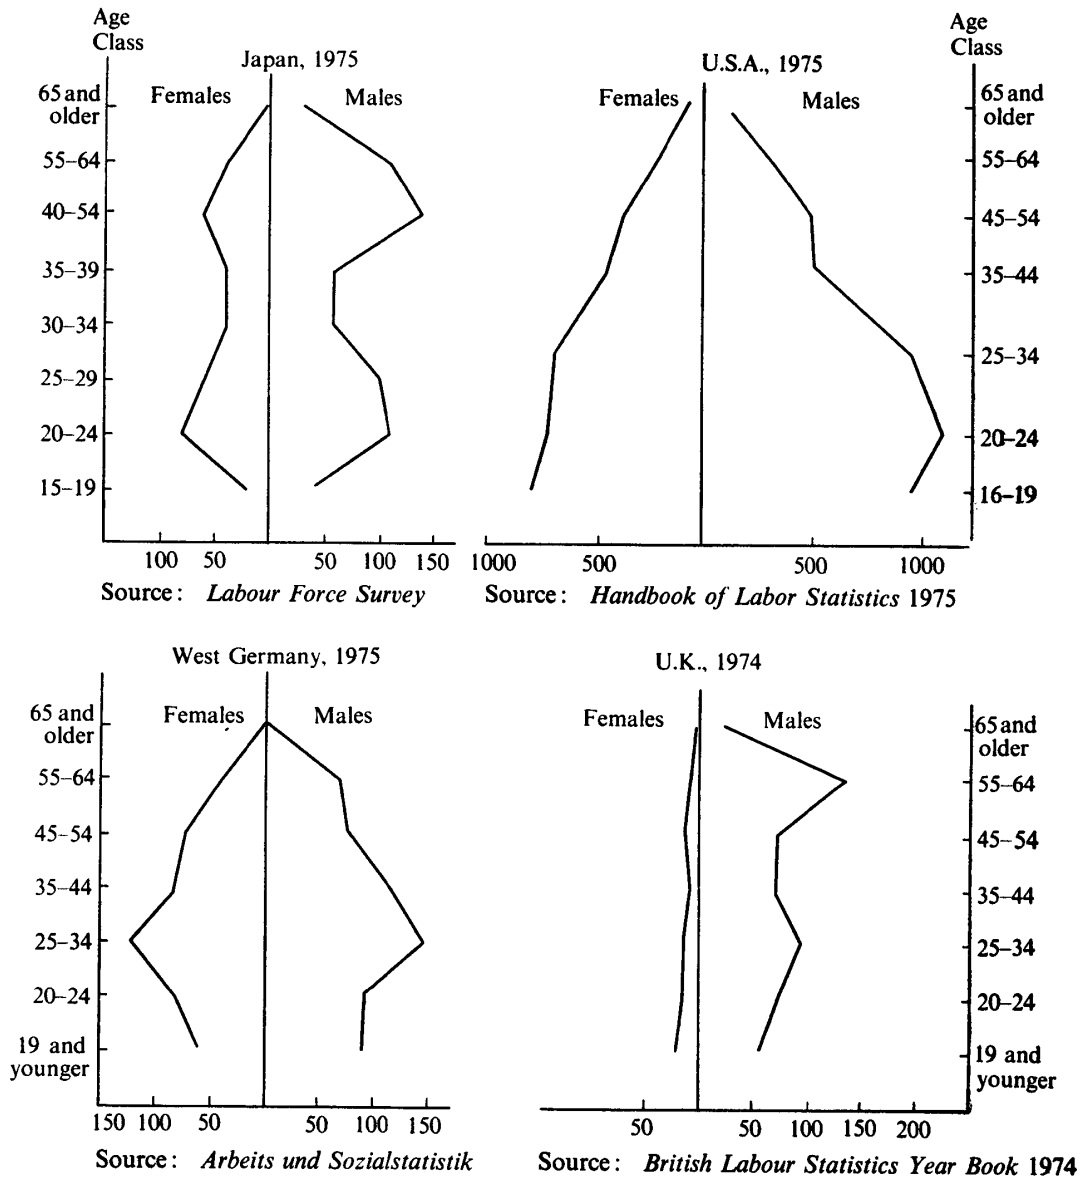 Age
Class
Japan, 1975
Females
Males
65 and
older
55–64
40–54
35–39
30–34
25–29
20–24
15–19
100 50 50 100 150
Source: Labour Force Survey
Age
Class
U.S.A., 1975
Females
Males
65 and
older
55–64
45–54
35–44
25–34
20–24
16–19
1000 500 500 1000
Source: Handbook of Labor Statistics 1975
West Germany, 1975
Females
Males
65 and
older
55–64
45–54
35–44
25–34
20–24
19 and
younger
150 100 50 50 100 150
Source: Arbeits und Sozialstatistik
U.K., 1974
Females
Males
65 and
older
55–64
45–54
35–44
25–34
20–24
19 and
younger
50 50 100 150 200
Source: British Labour Statistics Year Book 1974